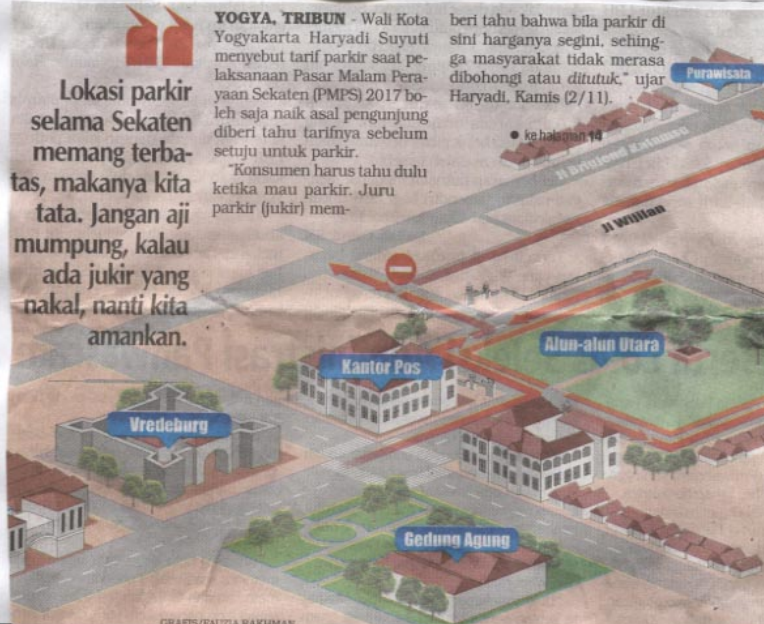 Lokasi parkir
selama Sekaten
memang terba-
tas, makanya kita
tata. Jangan aji
mumpung, kalau
ada jukir yang
nakal, nanti kita
amankan.
YOGYA, TRIBUN - Wali Kota
Yogyakarta Haryadi Suyuti
menyebut tarif parkir saat pe-
laksanaan Pasar Malam Pera-
yaan Sekaten (PMPS) 2017 bo-
leh saja naik asal pengunjung
diberi tahu tarifnya sebelum
setuju untuk parkir.
"Konsumen harus tahu dulu
ketika mau parkir. Juru
parkir (jukir) mem-
beri tahu bahwa bila parkir di
sini harganya segini, sehing-
ga masyarakat tidak merasa
dibohongi atau ditutuk," ujar
Haryadi, Kamis (2/11).
● ke halaman 14
Purawisata
Jl Brigjend Katamso
Jl Wijilan
Alun-alun Utara
Kantor Pos
Vredeburg
Gedung Agung
GRAFIS/FAUZIA RAKHMAN